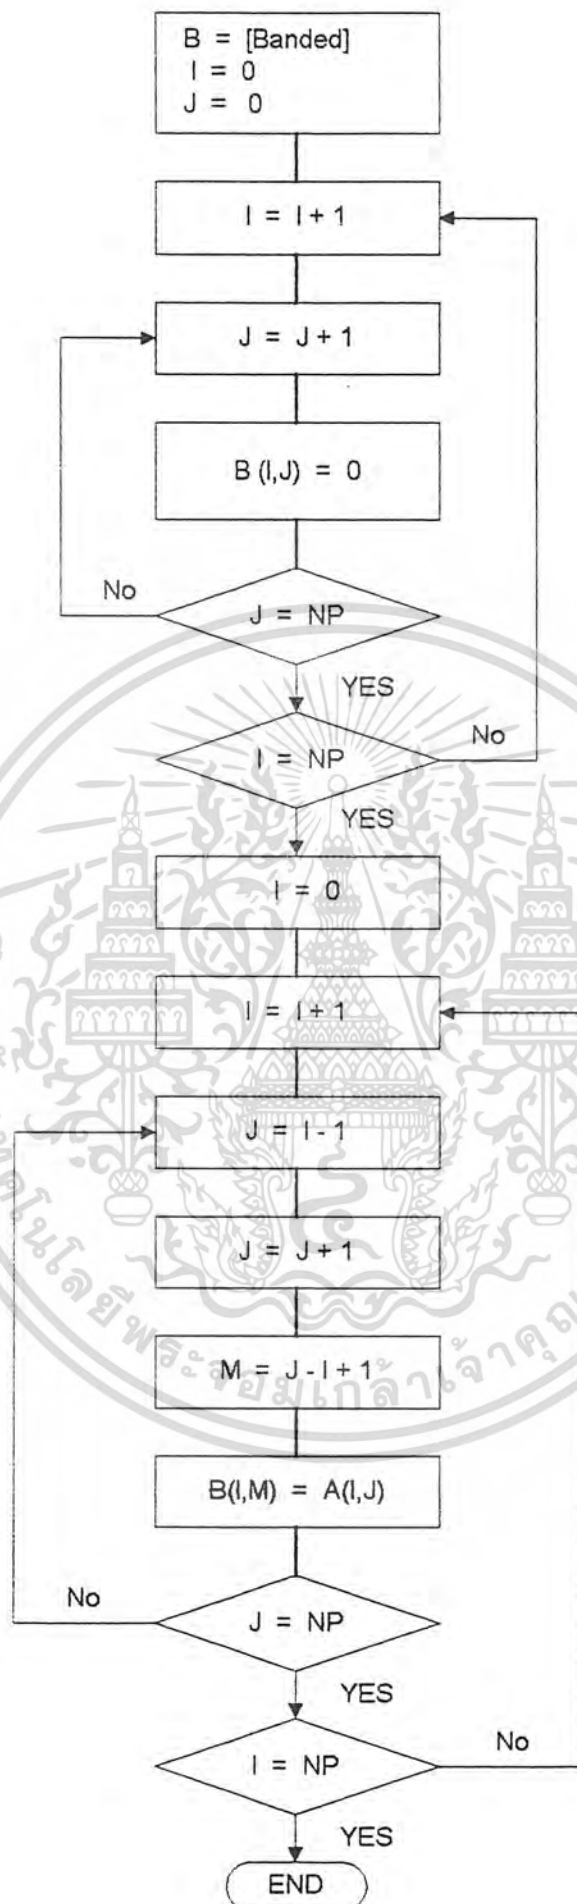 B = [Banded]
I = 0
J = 0
I = I + 1
J = J + 1
B (I,J) = 0
No
J = NP
YES
I = NP
No
YES
I = 0
I = I + 1
J = I - 1
J = J + 1
M = J - I + 1
B(I,M) = A(I,J)
No
J = NP
YES
I = NP
No
YES
END